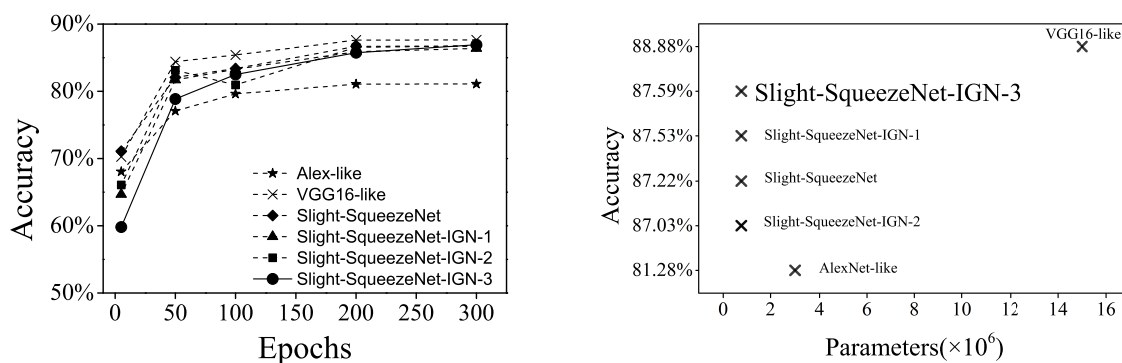 90%
80%
70%
60%
50%
Accuracy
0
50
100
150
200
250
300
Epochs
Alex-like
VGG16-like
Slight-SqueezeNet
Slight-SqueezeNet-IGN-1
Slight-SqueezeNet-IGN-2
Slight-SqueezeNet-IGN-3
88.88%
87.59%
87.53%
87.22%
87.03%
81.28%
Accuracy
VGG16-like
Slight-SqueezeNet-IGN-3
Slight-SqueezeNet-IGN-1
Slight-SqueezeNet
Slight-SqueezeNet-IGN-2
AlexNet-like
0
2
4
6
8
10
12
14
16
Parameters(×10⁶)